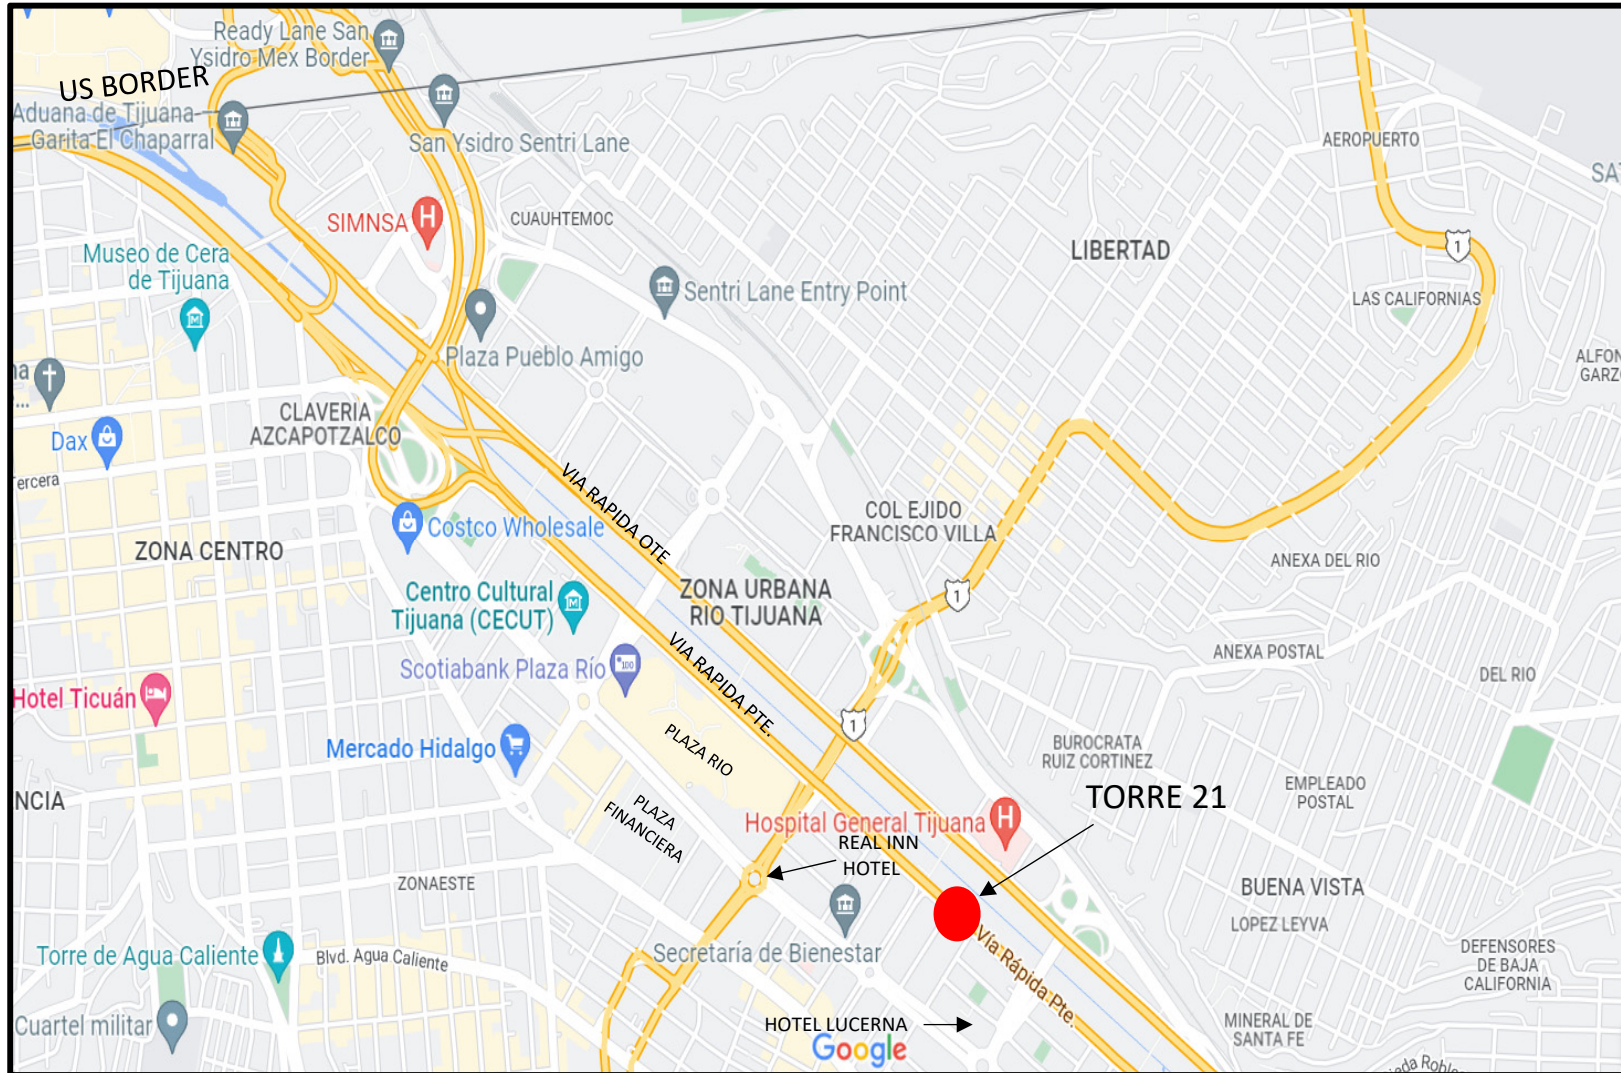 Ready Lane San
Ysidro Mex Border
US BORDER
Aduana de Tijuana
Garita El Chaparral
San Ysidro Sentri Lane
AEROPUERTO
SIMNSA
H
CUAUHTEMOC
LIBERTAD
1
Museo de Cera
de Tijuana
Sentri Lane Entry Point
LAS CALIFORNIAS
Plaza Pueblo Amigo
CLAVERIA
AZCAPOTZALCO
Dax
VIA RAPIDA OTE
COL EJIDO
FRANCISCO VILLA
Costco Wholesale
ZONA CENTRO
ANEXA DEL RIO
Centro Cultural
Tijuana (CECUT)
ZONA URBANA
RIO TIJUANA
1
VIA RAPIDA PTE.
ANEXA POSTAL
Scotiabank Plaza Río
DEL RIO
Hotel Ticuán
1
Mercado Hidalgo
PLAZA RIO
BUROCRATA
RUIZ CORTINEZ
EMPLEADO
POSTAL
TORRE 21
PLAZA
FINANCIERA
Hospital General Tijuana
H
REAL INN
HOTEL
ZONAESTE
BUENA VISTA
LOPEZ LEYVA
Torre de Agua Caliente
Blvd. Agua Caliente
Secretaría de Bienestar
Vía Rápida Pte.
DEFENSORES
DE BAJA
CALIFORNIA
Cuartel militar
HOTEL LUCERNA
MINERAL DE
SANTA FE
Google